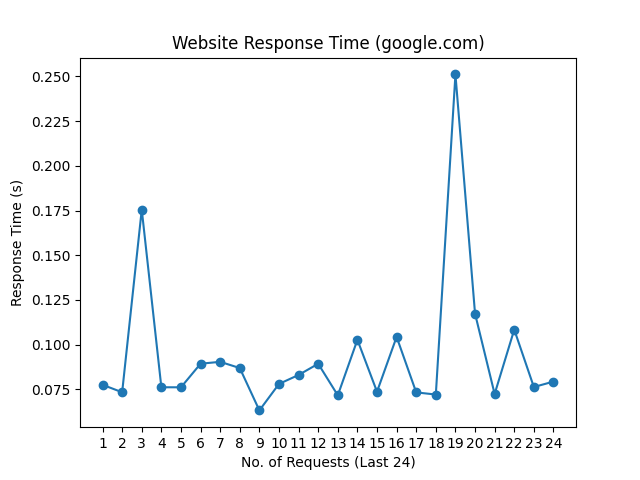 Website Response Time (google.com)
0.250
0.225
0.200
0.175
0.150
0.125
0.100
0.075
Response Time (s)
1 2 3 4 5 6 7 8 9 10 11 12 13 14 15 16 17 18 19 20 21 22 23 24
No. of Requests (Last 24)